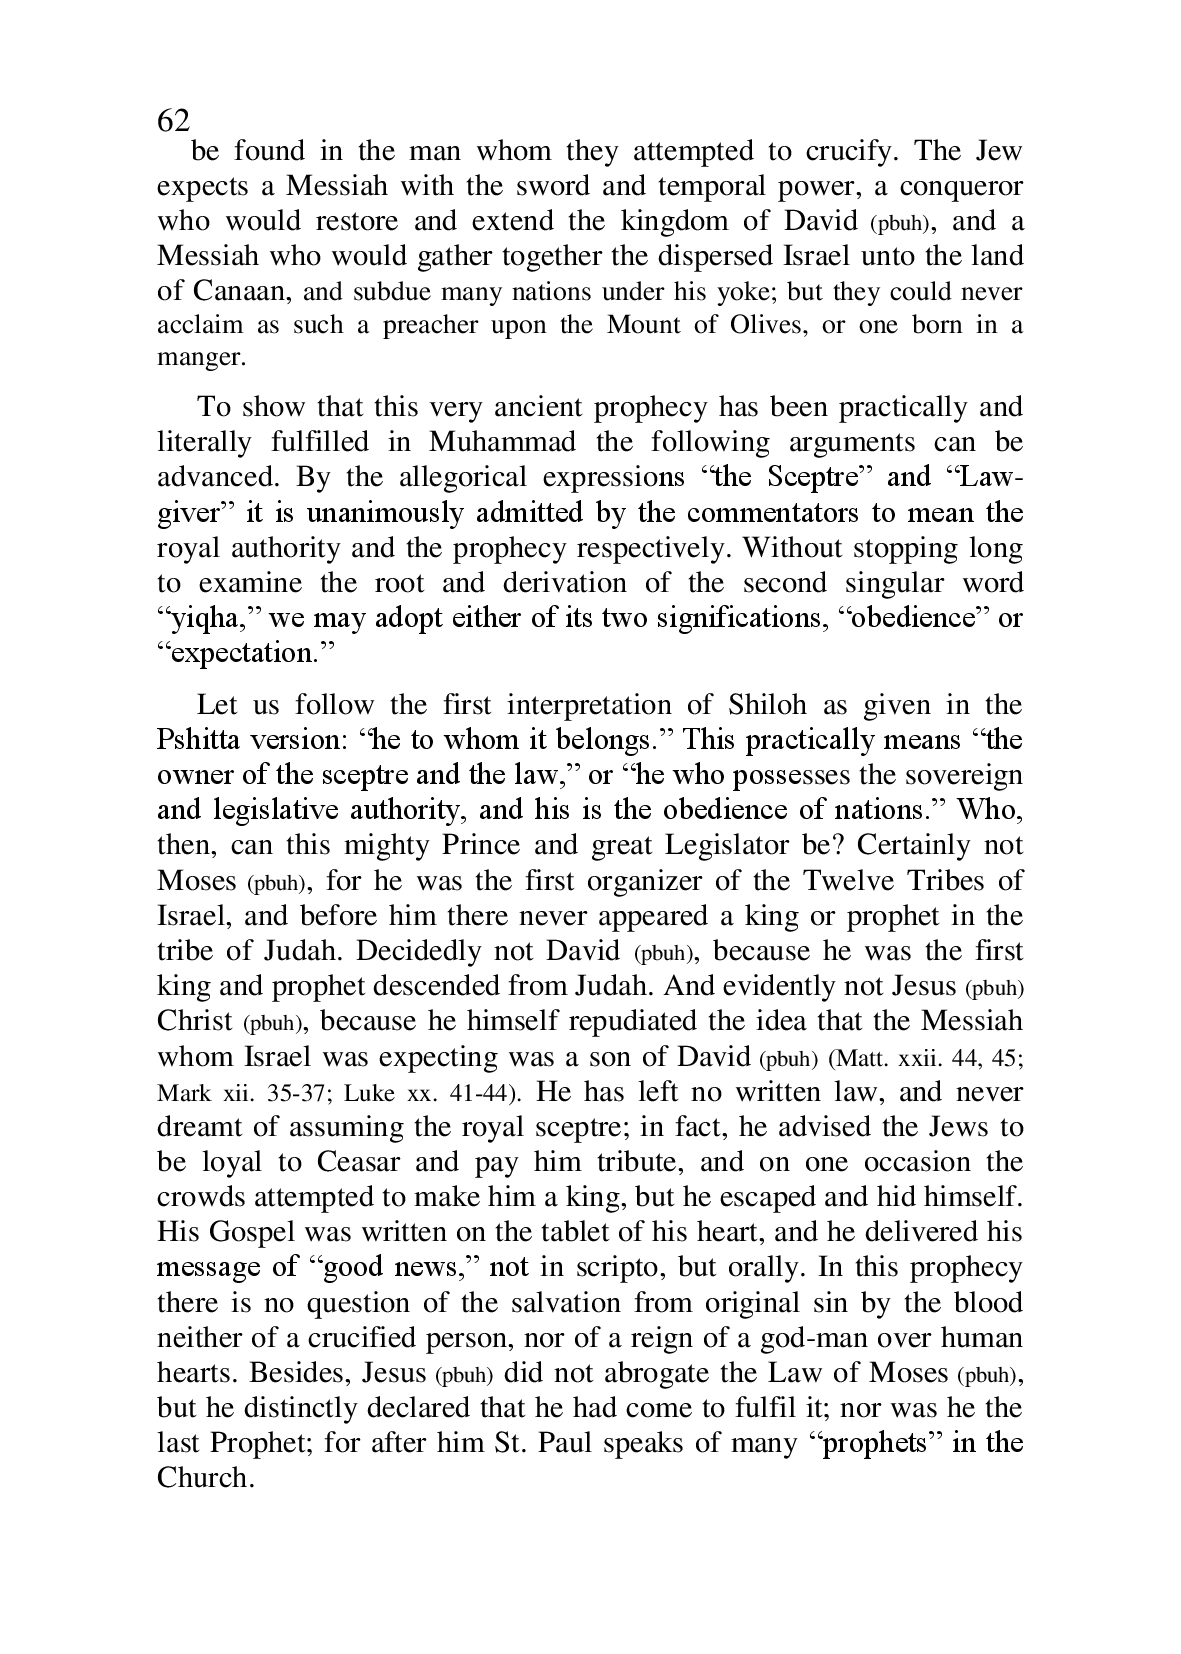 62
be found in the man whom they attempted to crucify. The Jew
expects a Messiah with the sword and temporal power, a conqueror
who would restore and extend the kingdom of David (pbuh), and a
Messiah who would gather together the dispersed Israel unto the land
of Canaan, and subdue many nations under his yoke; but they could never
acclaim as such a preacher upon the Mount of Olives, or one born in a
manger.
To show that this very ancient prophecy has been practically and
literally fulfilled in Muhammad the following arguments can be
advanced. By the allegorical expressions “the Sceptre” and “Law-
giver” it is unanimously admitted by the commentators to mean the
royal authority and the prophecy respectively. Without stopping long
to examine the root and derivation of the second singular word
“yiqha,” we may adopt either of its two significations, “obedience” or
“expectation.”
Let us follow the first interpretation of Shiloh as given in the
Pshitta version: “he to whom it belongs.” This practically means “the
owner of the sceptre and the law,” or “he who possesses the sovereign
and legislative authority, and his is the obedience of nations.” Who,
then, can this mighty Prince and great Legislator be? Certainly not
Moses (pbuh), for he was the first organizer of the Twelve Tribes of
Israel, and before him there never appeared a king or prophet in the
tribe of Judah. Decidedly not David (pbuh), because he was the first
king and prophet descended from Judah. And evidently not Jesus (pbuh)
Christ (pbuh), because he himself repudiated the idea that the Messiah
whom Israel was expecting was a son of David (pbuh) (Matt. xxii. 44, 45;
Mark xii. 35-37; Luke xx. 41-44). He has left no written law, and never
dreamt of assuming the royal sceptre; in fact, he advised the Jews to
be loyal to Ceasar and pay him tribute, and on one occasion the
crowds attempted to make him a king, but he escaped and hid himself.
His Gospel was written on the tablet of his heart, and he delivered his
message of “good news,” not in scripto, but orally. In this prophecy
there is no question of the salvation from original sin by the blood
neither of a crucified person, nor of a reign of a god-man over human
hearts. Besides, Jesus (pbuh) did not abrogate the Law of Moses (pbuh),
but he distinctly declared that he had come to fulfil it; nor was he the
last Prophet; for after him St. Paul speaks of many “prophets” in the
Church.